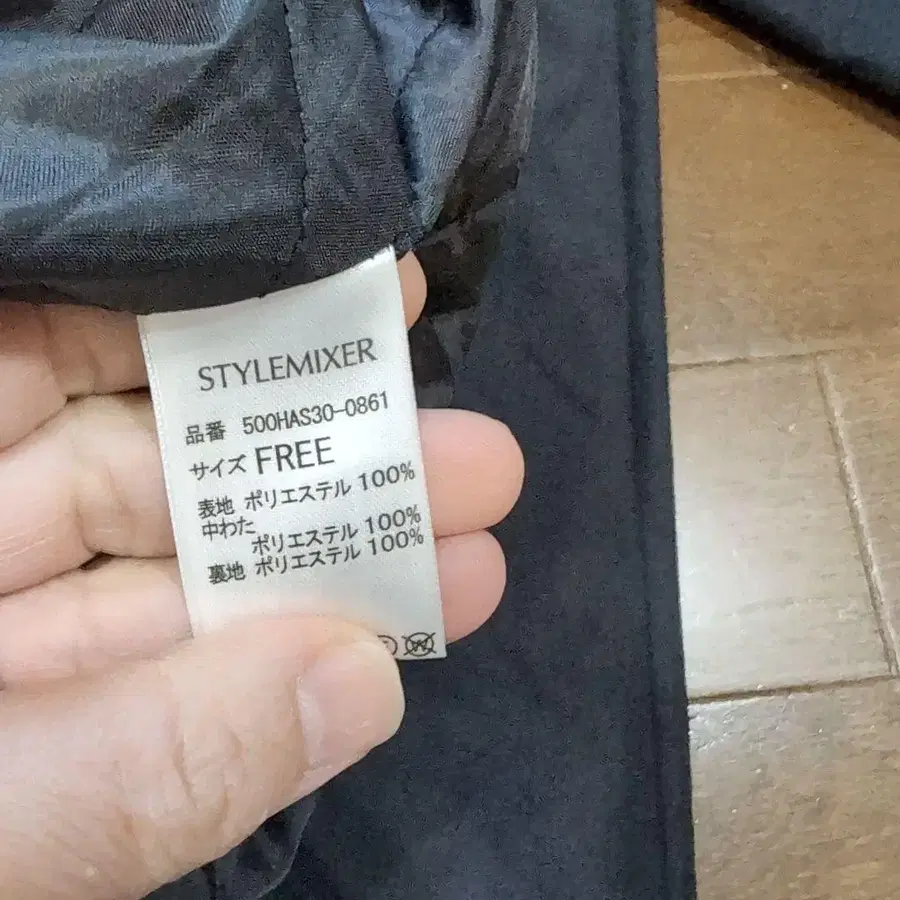 STYLEMIXER
品番 500HAS30-0861
サイズ FREE
表地 ポリエステル 100%
中わた
ポリエステル 100%
裏地 ポリエステル 100%
W